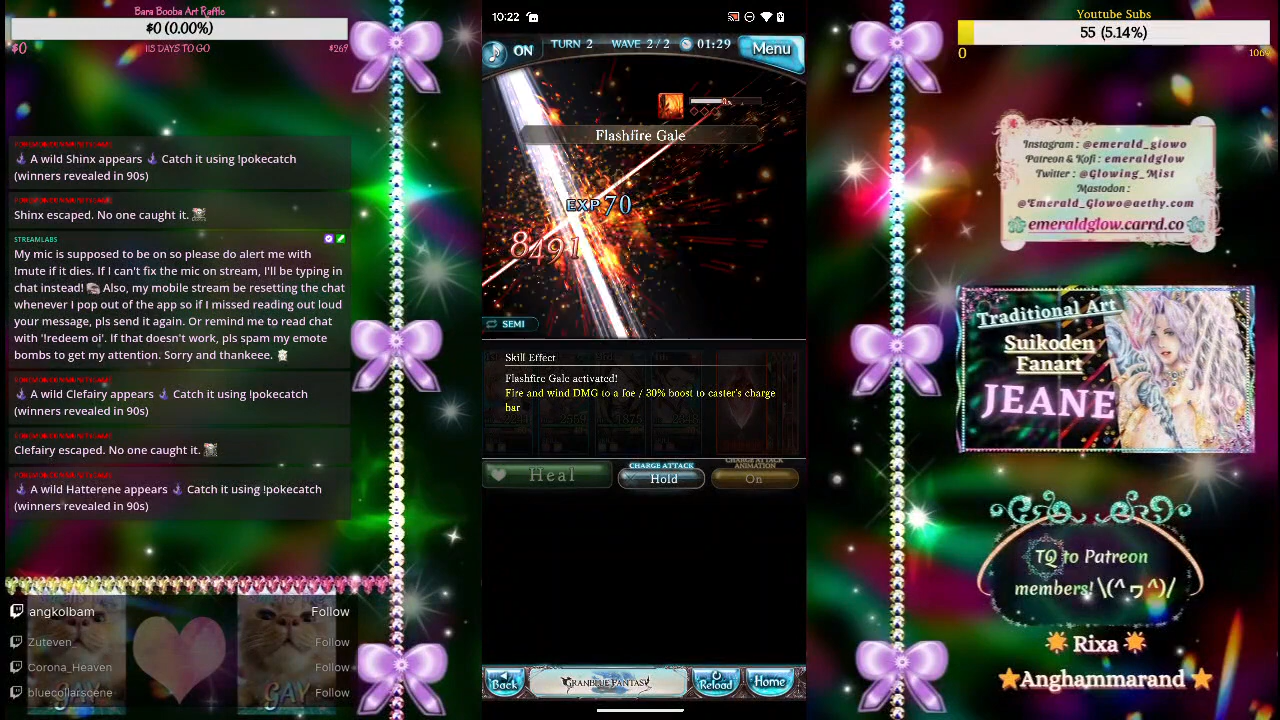 Bara Booba Art Raffle
$0 (0.00%)
$0
115 DAYS TO GO
$269
A wild Shinx appears Catch it using !pokecatch
(winners revealed in 90s)
Shinx escaped. No one caught it.
STREAMLABS
My mic is supposed to be on so please do alert me with
!mute if it dies. If I can't fix the mic on stream, I'll be typing in
chat instead! Also, my mobile stream be resetting the chat
whenever I pop out of the app so if I missed reading out loud
your message, pls send it again. Or remind me to read chat
with '!redeem oi'. If that doesn't work, pls spam my emote
bombs to get my attention. Sorry and thankeee.
A wild Clefairy appears Catch it using !pokecatch
(winners revealed in 90s)
Clefairy escaped. No one caught it.
A wild Hatterene appears Catch it using !pokecatch
(winners revealed in 90s)
angkolbam Follow
Zuteven_ Follow
Corona_Heaven Follow
bluecollarscene Follow
GAY
GAY
10:22
ON
TURN 2 WAVE 2/2 01:29
Menu
Flashfire Gale
EXP 70
8491
SEMI
Skill Effect
Flashfire Gale activated!
Fire and wind DMG to a foe / 30% boost to caster's charge
bar
Heal
CHARGE ATTACK
Hold
CHARGE ATTACK
ANIMATION
On
Back
GRANBLUE FANTASY
Reload
Home
Youtube Subs
55 (5.14%)
0
Instagram : @emerald_glowo
Patreon & Kofi : emeraldglow
Twitter : @Glowing_Mist
Mastodon :
@Emerald_Glowo@aethy.com
emeraldglow.carrd.co
Traditional Art
Suikoden
Fanart
JEANE
TQ to Patreon
members! \(^ヮ^)/
Rixa
Anghammarand